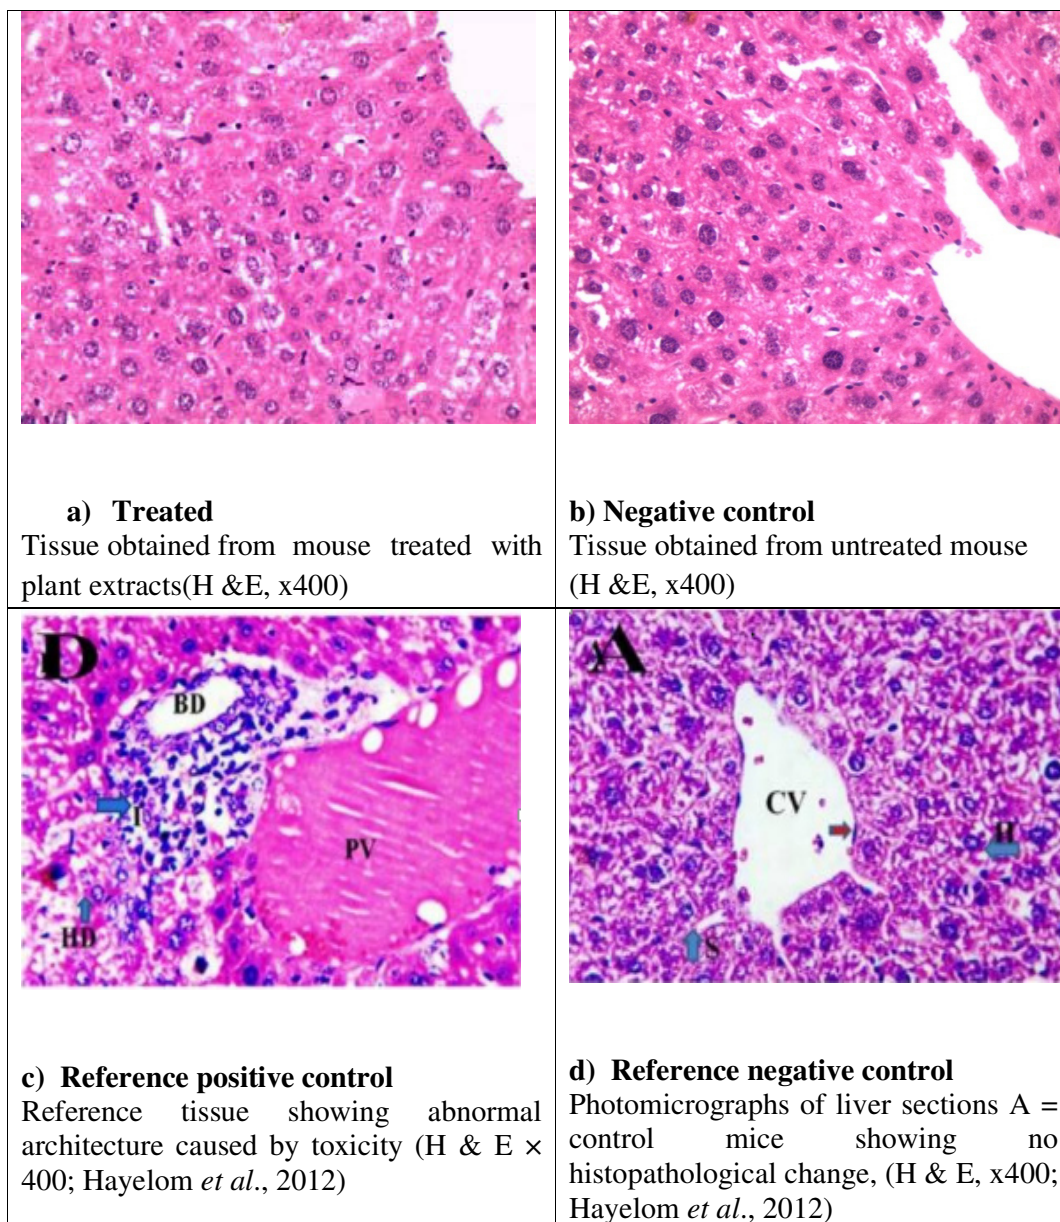 a) Treated
Tissue obtained from mouse treated with
plant extracts(H &E, x400)
b) Negative control
Tissue obtained from untreated mouse
(H &E, x400)
D
BD
I
PV
HD
A
CV
H
S
c) Reference positive control
Reference tissue showing abnormal
architecture caused by toxicity (H & E ×
400; Hayelom et al., 2012)
d) Reference negative control
Photomicrographs of liver sections A =
control mice showing no
histopathological change, (H & E, x400;
Hayelom et al., 2012)